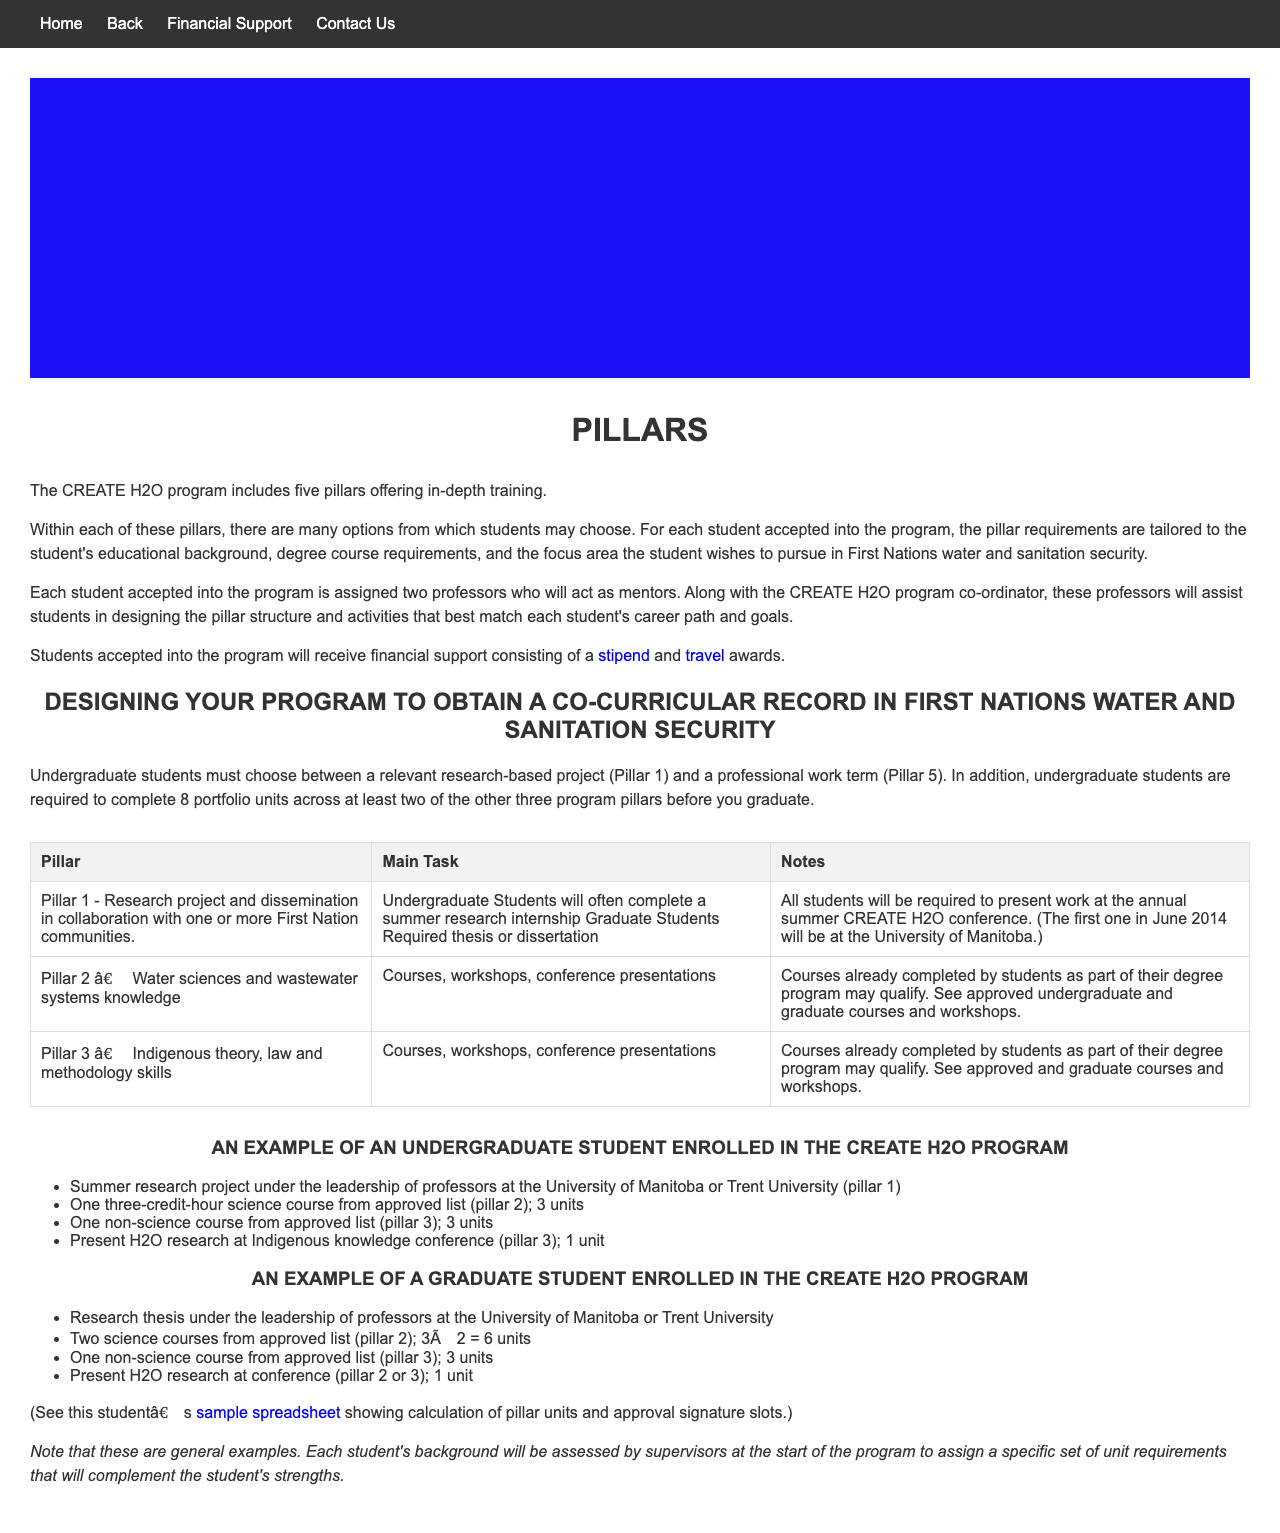 Home Back Financial Support Contact Us
PILLARS
The CREATE H2O program includes five pillars offering in-depth training.
Within each of these pillars, there are many options from which students may choose. For each student accepted into the program, the pillar requirements are tailored to the
student's educational background, degree course requirements, and the focus area the student wishes to pursue in First Nations water and sanitation security.
Each student accepted into the program is assigned two professors who will act as mentors. Along with the CREATE H2O program co-ordinator, these professors will assist
students in designing the pillar structure and activities that best match each student's career path and goals.
Students accepted into the program will receive financial support consisting of a stipend and travel awards.
DESIGNING YOUR PROGRAM TO OBTAIN A CO-CURRICULAR RECORD IN FIRST NATIONS WATER AND
SANITATION SECURITY
Undergraduate students must choose between a relevant research-based project (Pillar 1) and a professional work term (Pillar 5). In addition, undergraduate students are
required to complete 8 portfolio units across at least two of the other three program pillars before you graduate.
Pillar Main Task Notes
Pillar 1 - Research project and dissemination
in collaboration with one or more First Nation
communities.
Undergraduate Students will often complete a
summer research internship Graduate Students
Required thesis or dissertation
All students will be required to present work at the annual
summer CREATE H2O conference. (The first one in June 2014
will be at the University of Manitoba.)
Pillar 2 â€ Water sciences and wastewater
systems knowledge
Courses, workshops, conference presentations
Courses already completed by students as part of their degree
program may qualify. See approved undergraduate and
graduate courses and workshops.
Pillar 3 â€ Indigenous theory, law and
methodology skills
Courses, workshops, conference presentations
Courses already completed by students as part of their degree
program may qualify. See approved and graduate courses and
workshops.
AN EXAMPLE OF AN UNDERGRADUATE STUDENT ENROLLED IN THE CREATE H2O PROGRAM
• Summer research project under the leadership of professors at the University of Manitoba or Trent University (pillar 1)
• One three-credit-hour science course from approved list (pillar 2); 3 units
• One non-science course from approved list (pillar 3); 3 units
• Present H2O research at Indigenous knowledge conference (pillar 3); 1 unit
AN EXAMPLE OF A GRADUATE STUDENT ENROLLED IN THE CREATE H2O PROGRAM
• Research thesis under the leadership of professors at the University of Manitoba or Trent University
• Two science courses from approved list (pillar 2); 3Ã 2 = 6 units
• One non-science course from approved list (pillar 3); 3 units
• Present H2O research at conference (pillar 2 or 3); 1 unit
(See this studentâ€ s sample spreadsheet showing calculation of pillar units and approval signature slots.)
Note that these are general examples. Each student's background will be assessed by supervisors at the start of the program to assign a specific set of unit requirements
that will complement the student's strengths.